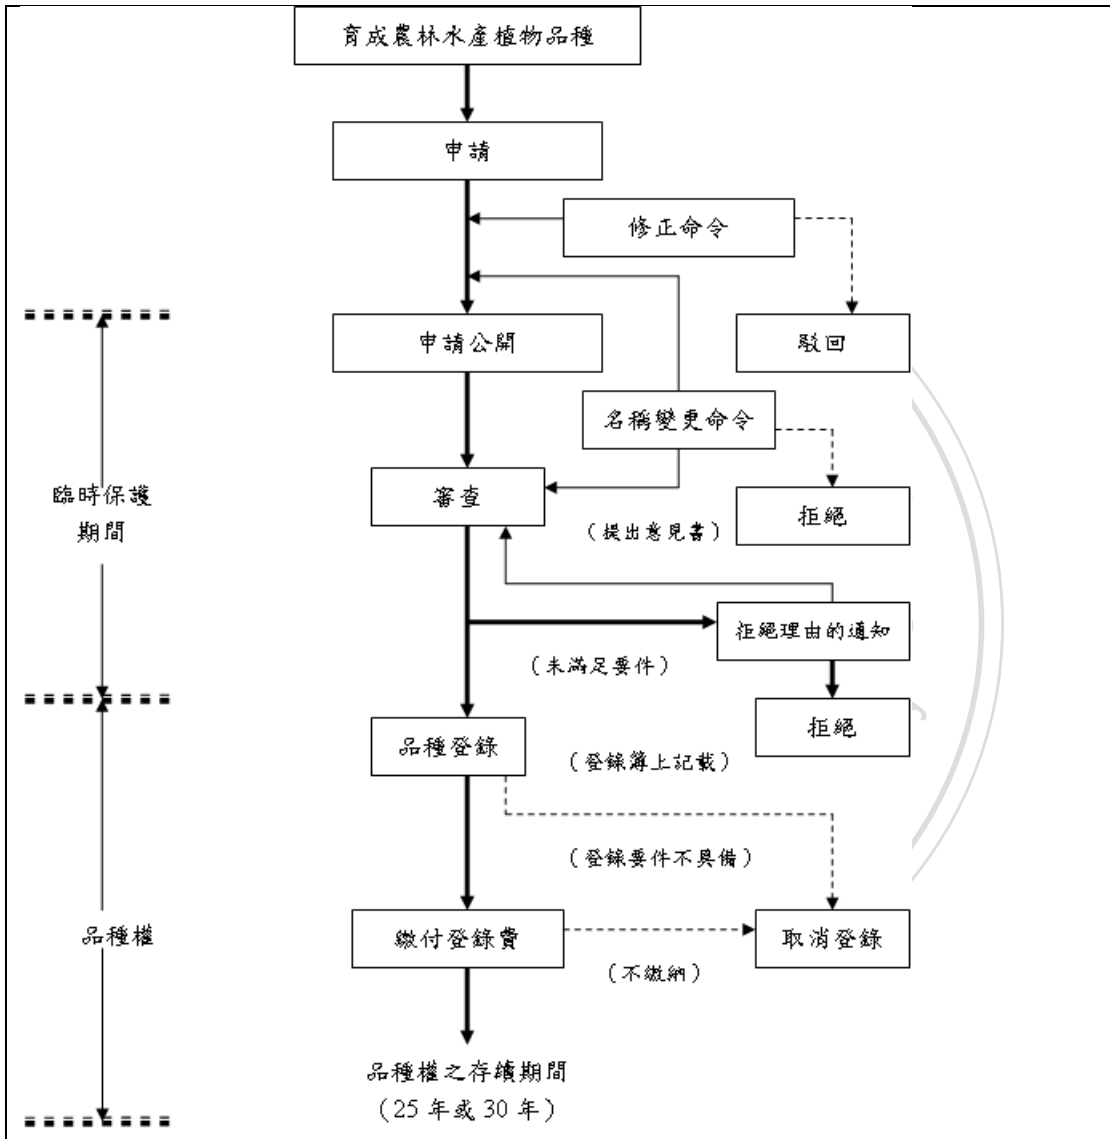 育成農林水產植物品種
申請
修正命令
申請公開
駁回
名稱變更命令
臨時保護
期間
審查
拒絕
（提出意見書）
拒絕理由的通知
（未滿足要件）
拒絕
品種登錄
（登錄簿上記載）
（登錄要件不具備）
品種權
繳付登錄費
取消登錄
（不繳納）
品種權之存續期間
（25 年或 30 年）